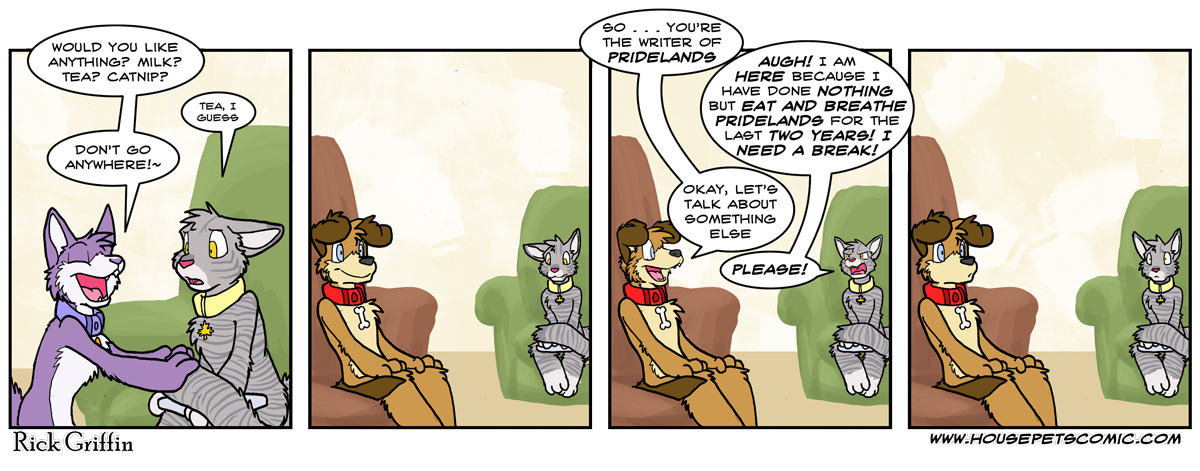 WOULD YOU LIKE
ANYTHING? MILK?
TEA? CATNIP?
TEA, I
GUESS
DON'T GO
ANYWHERE!~
SO . . . YOU'RE
THE WRITER OF
PRIDELANDS
AUGH! I AM
HERE BECAUSE I
HAVE DONE NOTHING
BUT EAT AND BREATHE
PRIDELANDS FOR THE
LAST TWO YEARS! I
NEED A BREAK!
OKAY, LET'S
TALK ABOUT
SOMETHING
ELSE
PLEASE!
Rick Griffin
WWW.HOUSEPETSCOMIC.COM